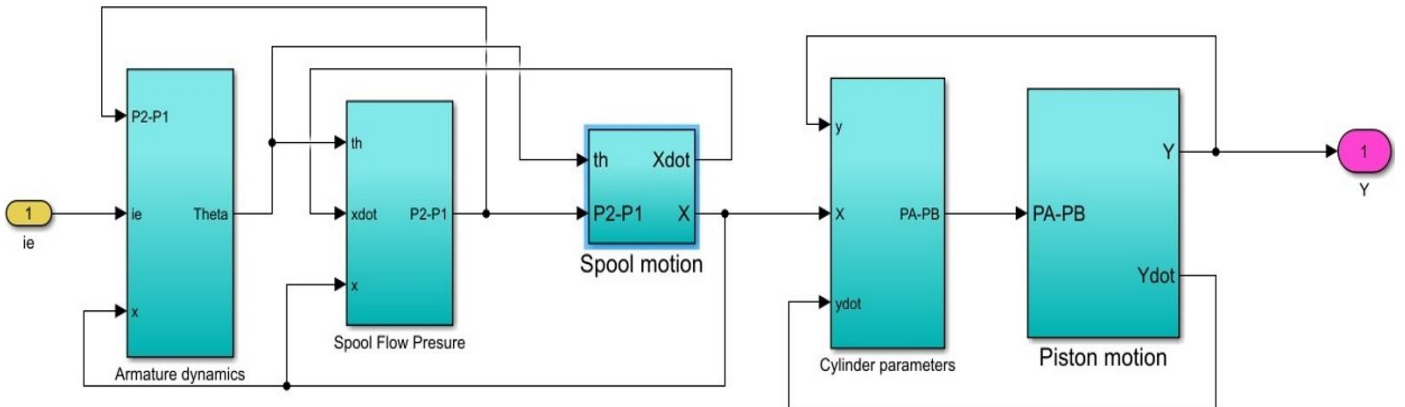 1
ie
P2-P1
ie
x
Theta
Armature dynamics
th
xdot
x
P2-P1
Spool Flow Presure
th
P2-P1
Xdot
X
Spool motion
y
X
ydot
PA-PB
Cylinder parameters
PA-PB
Y
Ydot
Piston motion
1
Y